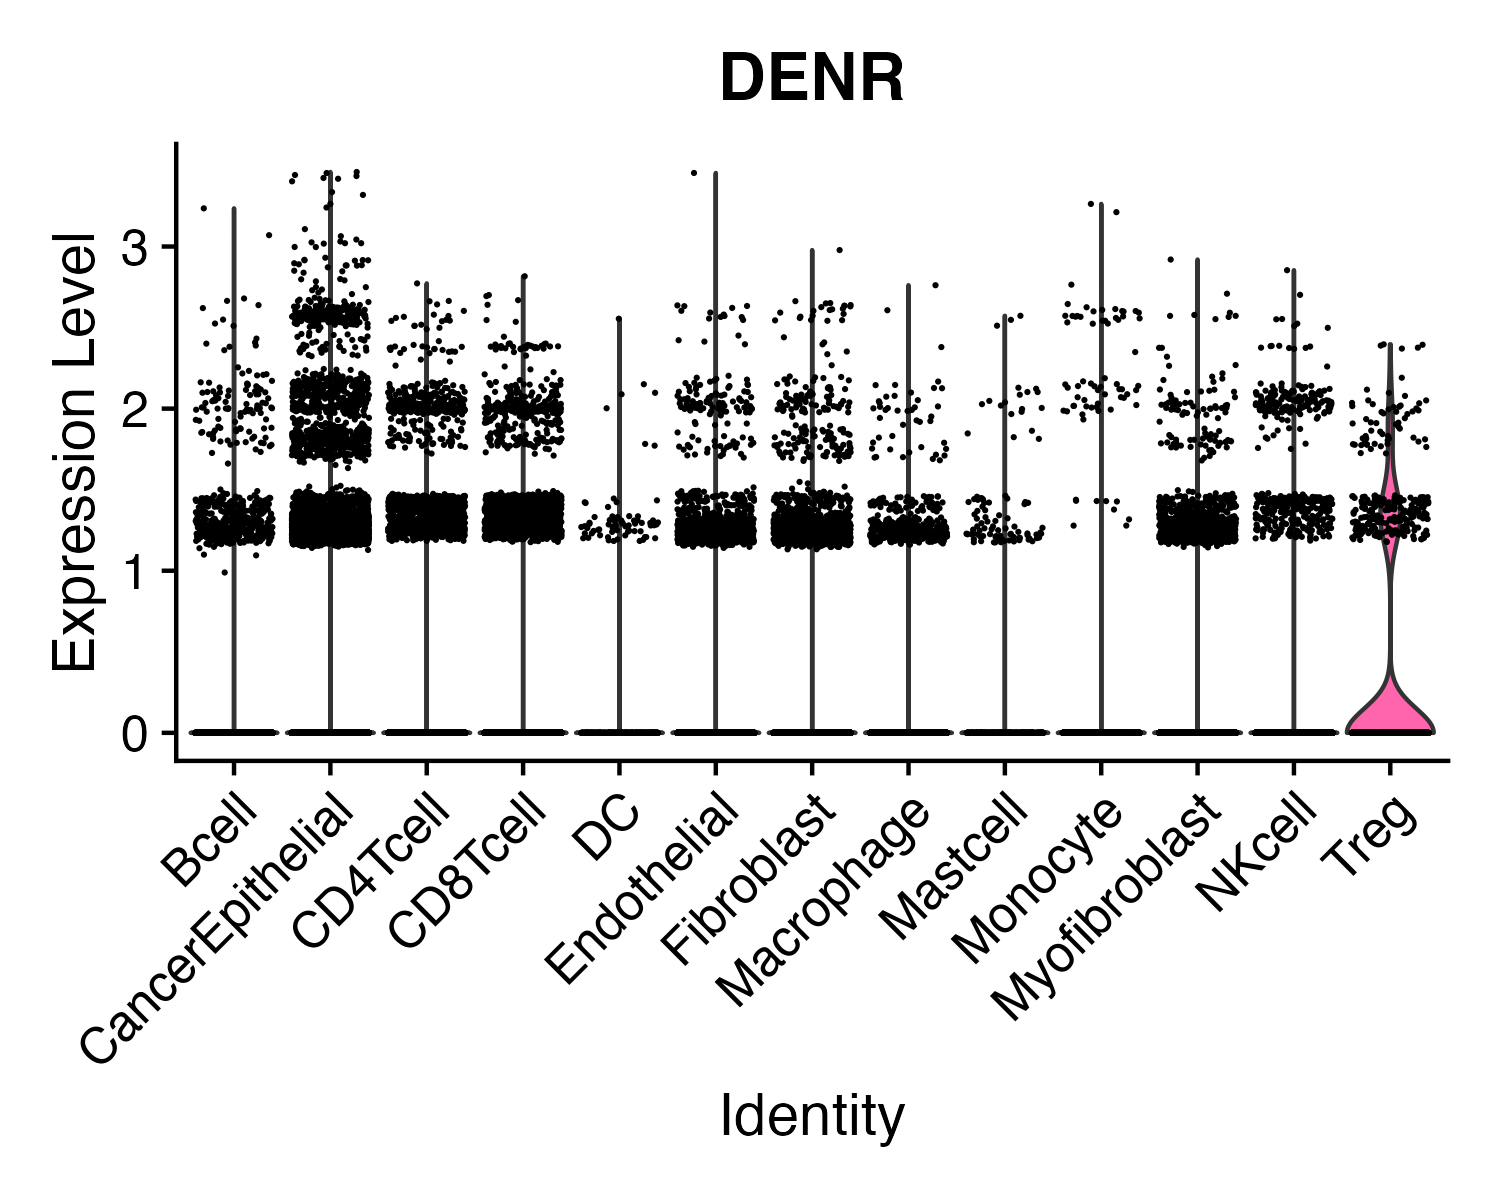 DENR
Expression Level
3
2
1
0
Bcell
CancerEpithelial
CD4Tcell
CD8Tcell
DC
Endothelial
Fibroblast
Macrophage
Mastcell
Monocyte
Myofibroblast
NKcell
Treg
Identity